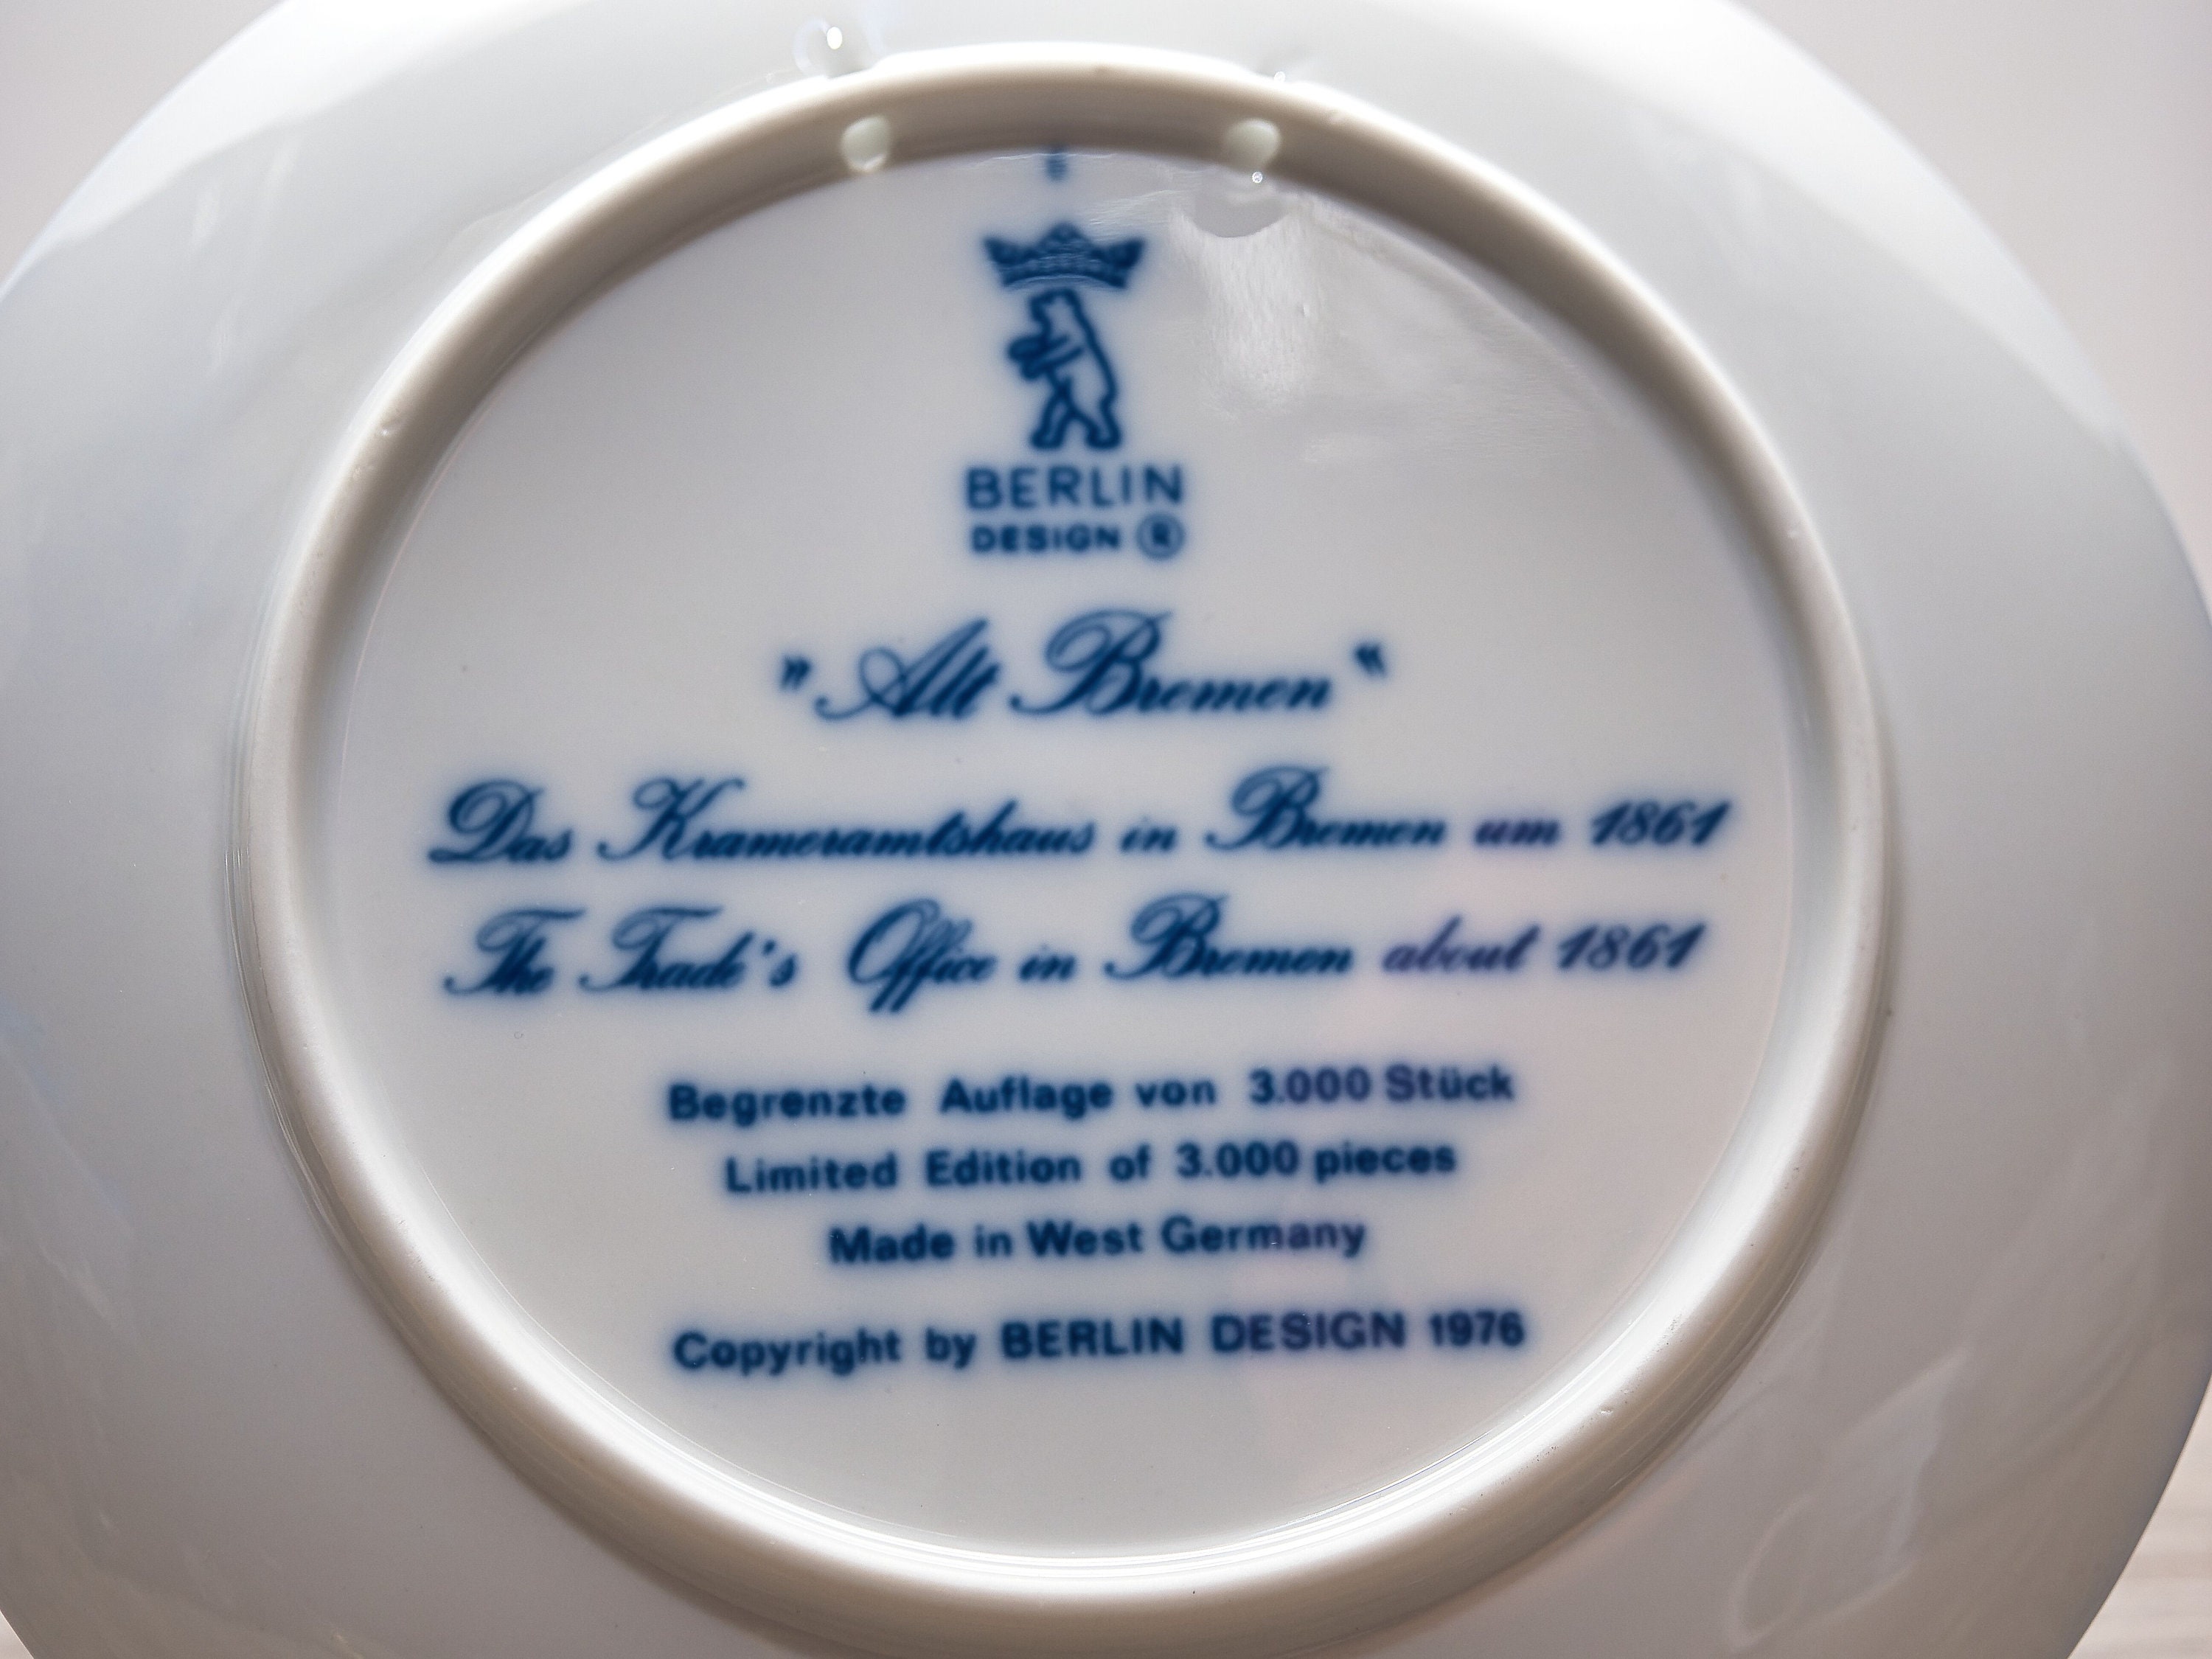 BERLIN
DESIGN ®
"Alt Bremen"
Das Krameramtshaus in Bremen um 1861
The Trade's Office in Bremen about 1861
Begrenzte Auflage von 3.000 Stück
Limited Edition of 3.000 pieces
Made in West Germany
Copyright by BERLIN DESIGN 1976